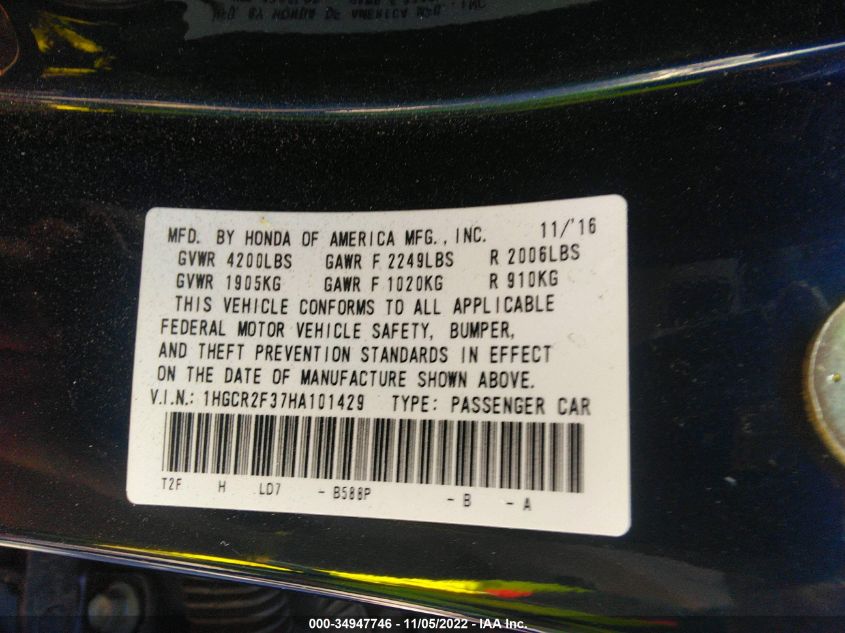 MFD. BY HONDA OF AMERICA MFG., INC. 11/'16
GVWR 4200LBS GAWR F 2249LBS R 2006LBS
GVWR 1905KG GAWR F 1020KG R 910KG
THIS VEHICLE CONFORMS TO ALL APPLICABLE
FEDERAL MOTOR VEHICLE SAFETY, BUMPER,
AND THEFT PREVENTION STANDARDS IN EFFECT
ON THE DATE OF MANUFACTURE SHOWN ABOVE.
V.I.N.: 1HGCR2F37HA101429 TYPE: PASSENGER CAR
T2F H LD7 - B588P - B - A
000-34947746 - 11/05/2022 - IAA Inc.